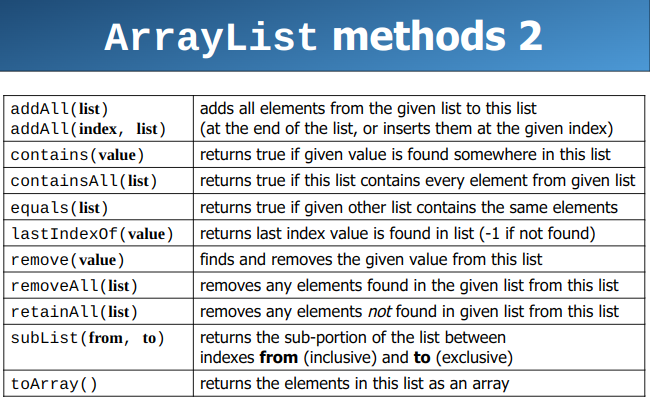 ArrayList methods 2
addAll(list) adds all elements from the given list to this list
addAll(index, list) (at the end of the list, or inserts them at the given index)
contains(value) returns true if given value is found somewhere in this list
containsAll(list) returns true if this list contains every element from given list
equals(list) returns true if given other list contains the same elements
lastIndexOf(value) returns last index value is found in list (-1 if not found)
remove(value) finds and removes the given value from this list
removeAll(list) removes any elements found in the given list from this list
retainAll(list) removes any elements not found in given list from this list
subList(from, to) returns the sub-portion of the list between
indexes from (inclusive) and to (exclusive)
toArray() returns the elements in this list as an array